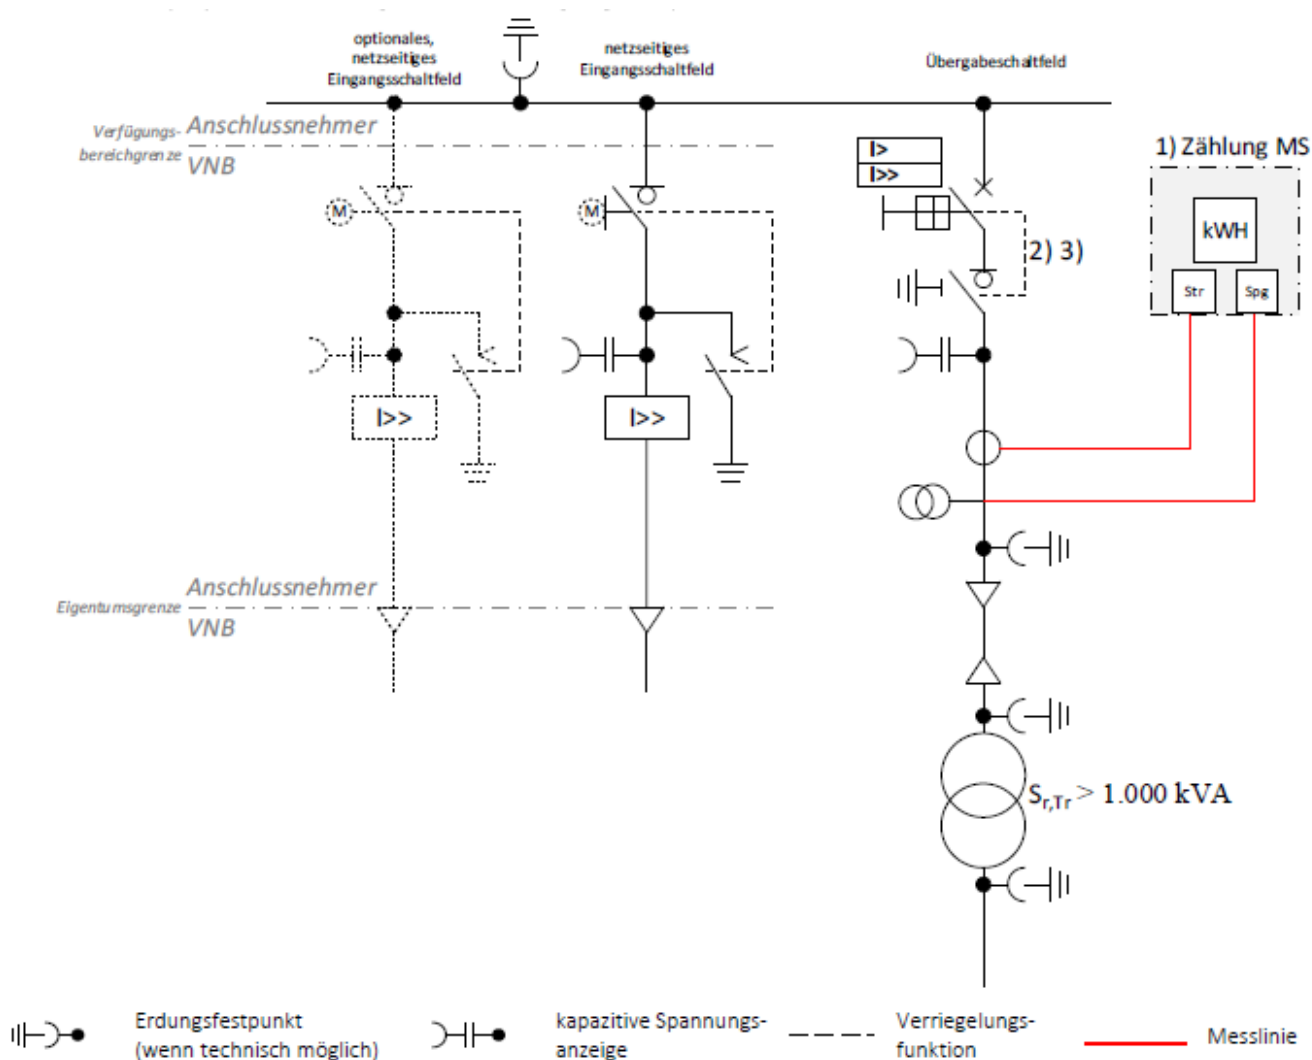 optionales,
netzseitiges
Eingangsschaltfeld
netzseitiges
Eingangsschaltfeld
Übergabeschaltfeld
Verfügungs-
bereichgrenze
Anschlussnehmer
VNB
I>
I>>
1) Zählung MS
kWH
Str
Spg
M
M
2) 3)
I>>
I>>
Anschlussnehmer
Eigentumsgrenze
VNB
Sr,Tr > 1.000 kVA
Erdungsfestpunkt
(wenn technisch möglich)
kapazitive Spannungs-
anzeige
Verriegelungs-
funktion
Messlinie